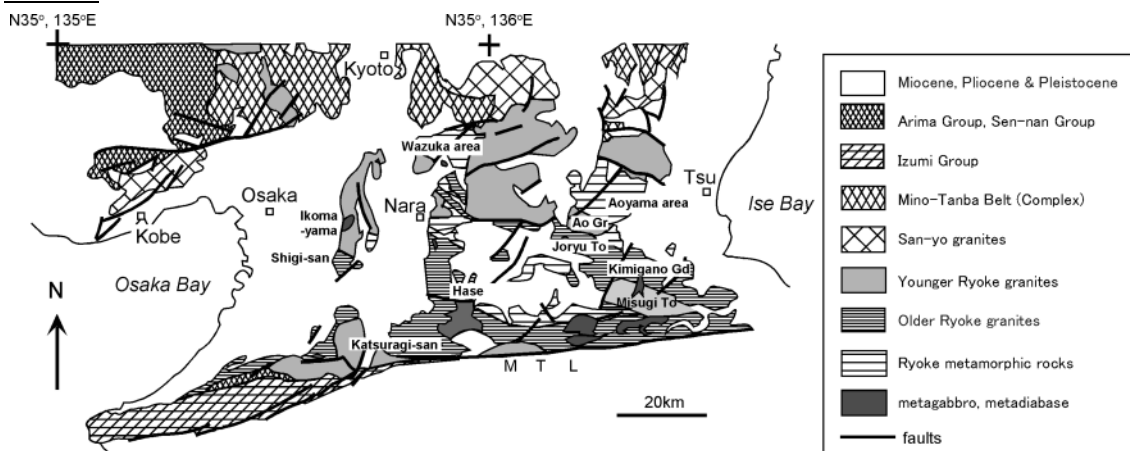 N35°, 135°E
N35°, 136°E
Kyoto
Wazuka area
Osaka
Nara
Tsu
Ise Bay
Aoyama area
Ikoma
-yama
Ao Gr
Kobe
Joryu To
Shigi-san
Kimigano Gd
Osaka Bay
Hase
Misugi To
N
Katsuragi-san
M T L
20km
Miocene, Pliocene & Pleistocene
Arima Group, Sen-nan Group
Izumi Group
Mino-Tanba Belt (Complex)
San-yo granites
Younger Ryoke granites
Older Ryoke granites
Ryoke metamorphic rocks
metagabbro, metadiabase
faults